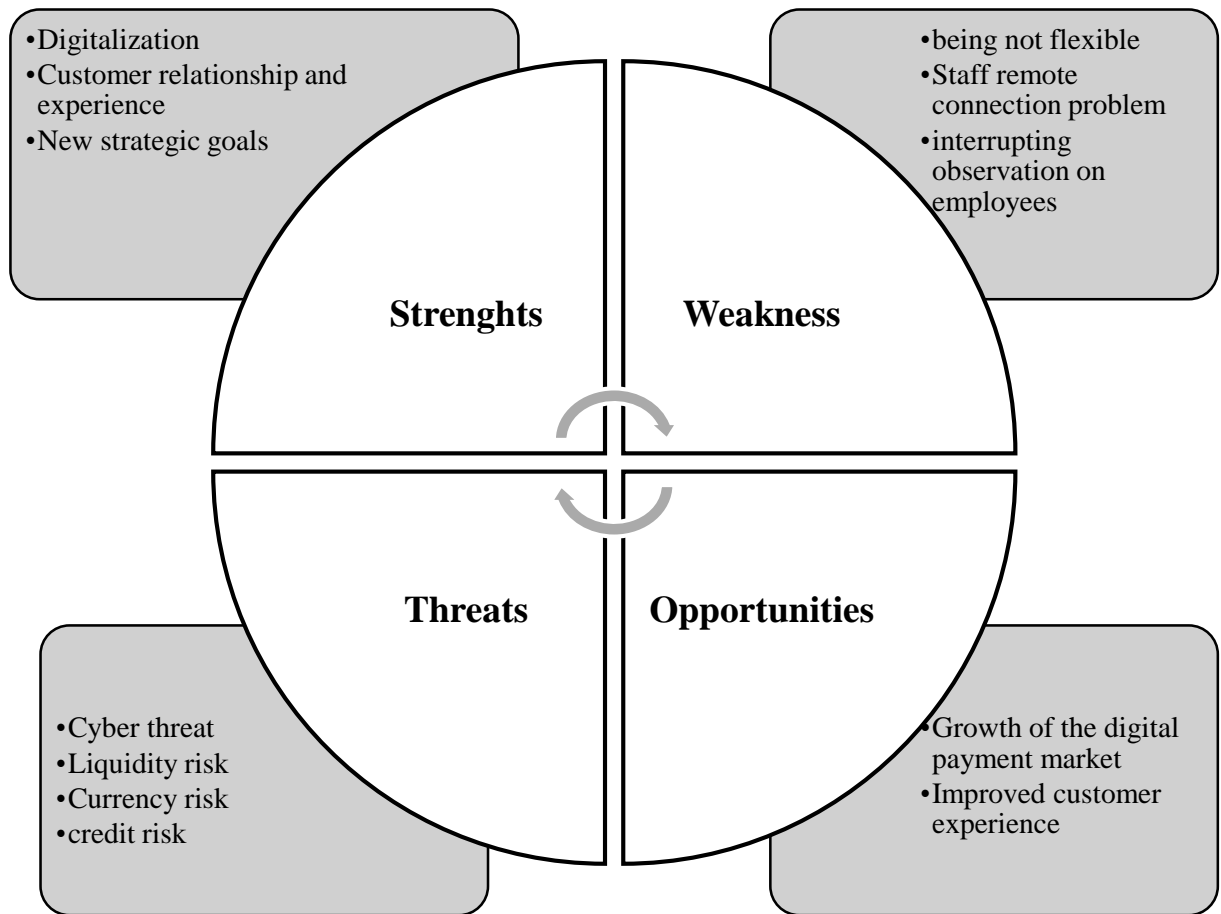 •Digitalization
•Customer relationship and
experience
•New strategic goals
•being not flexible
•Staff remote
connection problem
•interrupting
observation on
employees
Strenghts
Weakness
Threats
Opportunities
•Cyber threat
•Liquidity risk
•Currency risk
•credit risk
•Growth of the digital
payment market
•Improved customer
experience